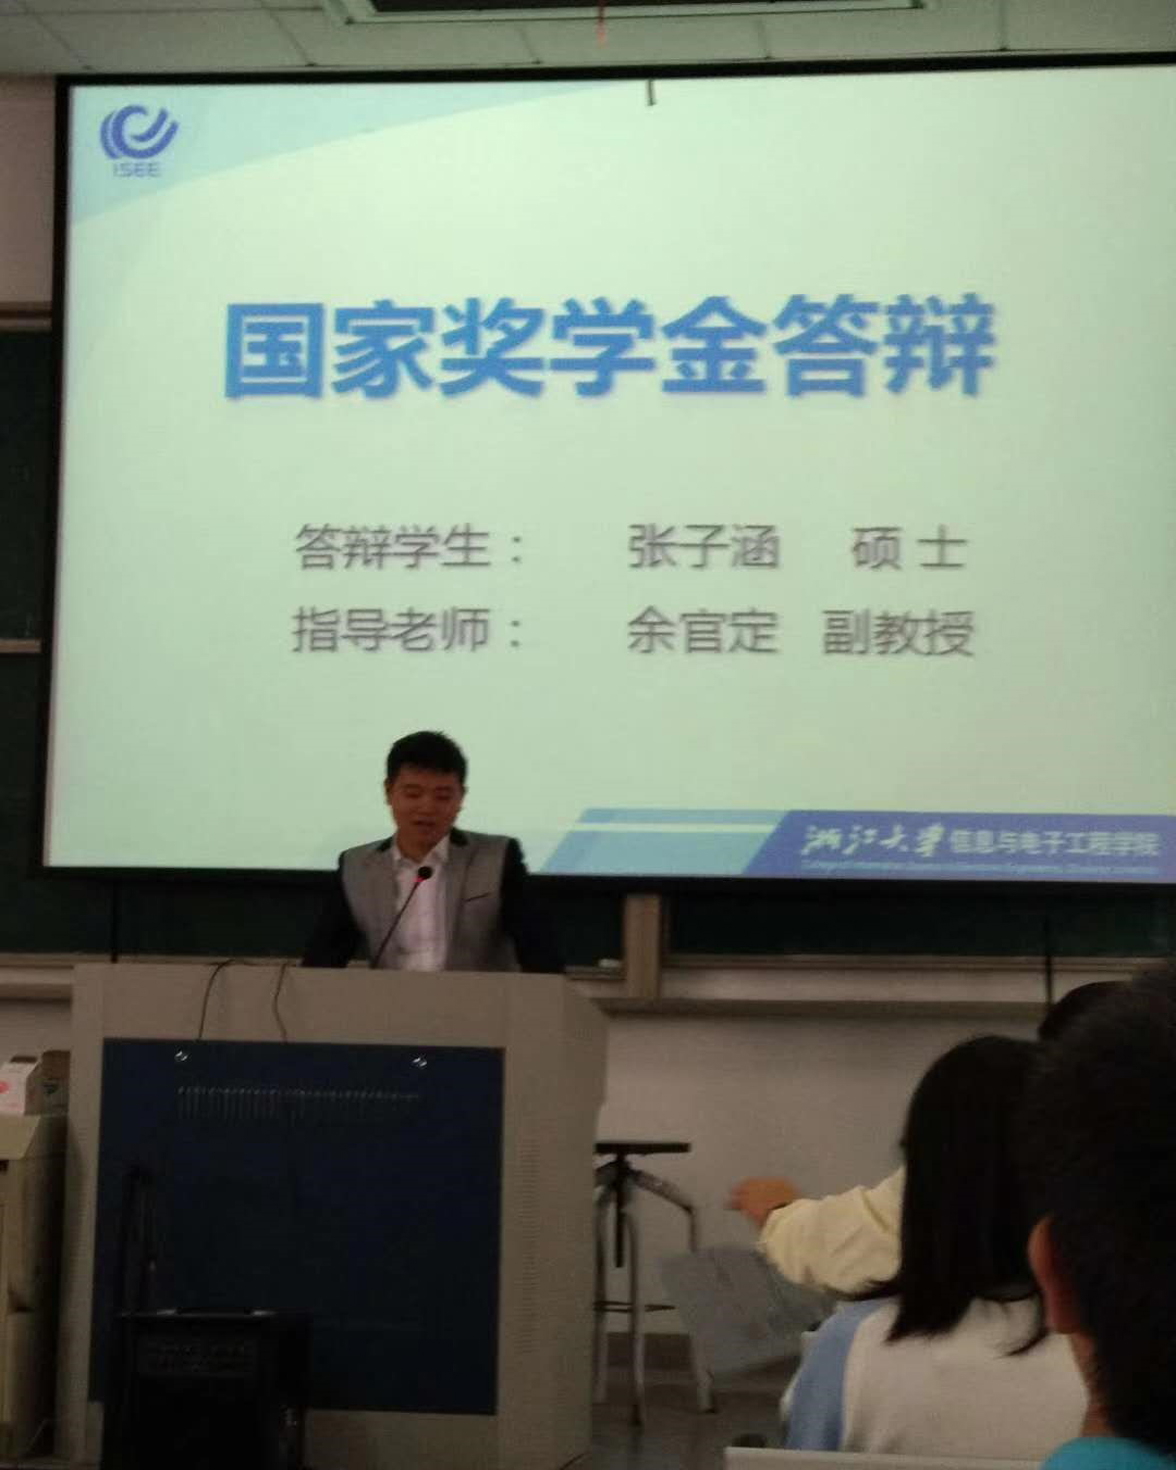 ISEE
国家奖学金答辩
答辩学生： 张子涵 硕 士
指导老师： 余官定 副教授
浙江大学 信息与电子工程学院